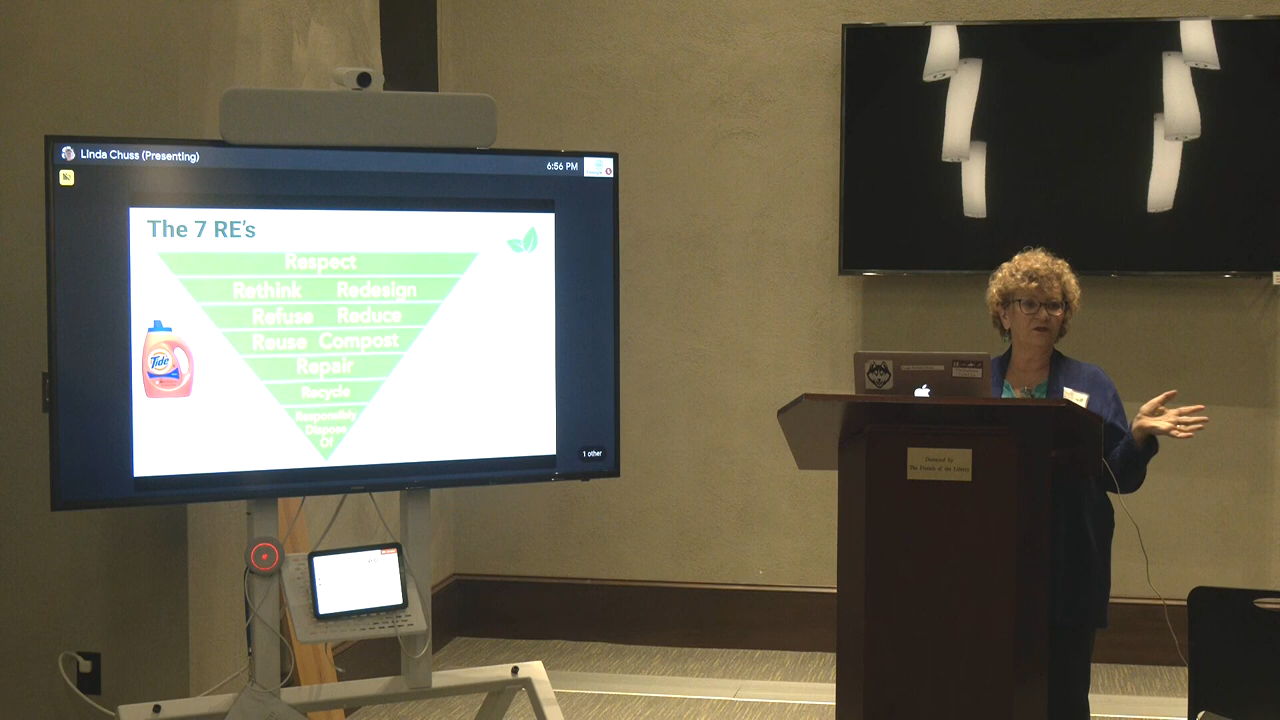 Linda Chuss (Presenting)
6:56 PM
The 7 RE's
Respect
Rethink Redesign
Refuse Reduce
Reuse Compost
Repair
Recycle
Responsibly
Dispose
Of
Tide
1 other
Donated by
The Friends of the Library